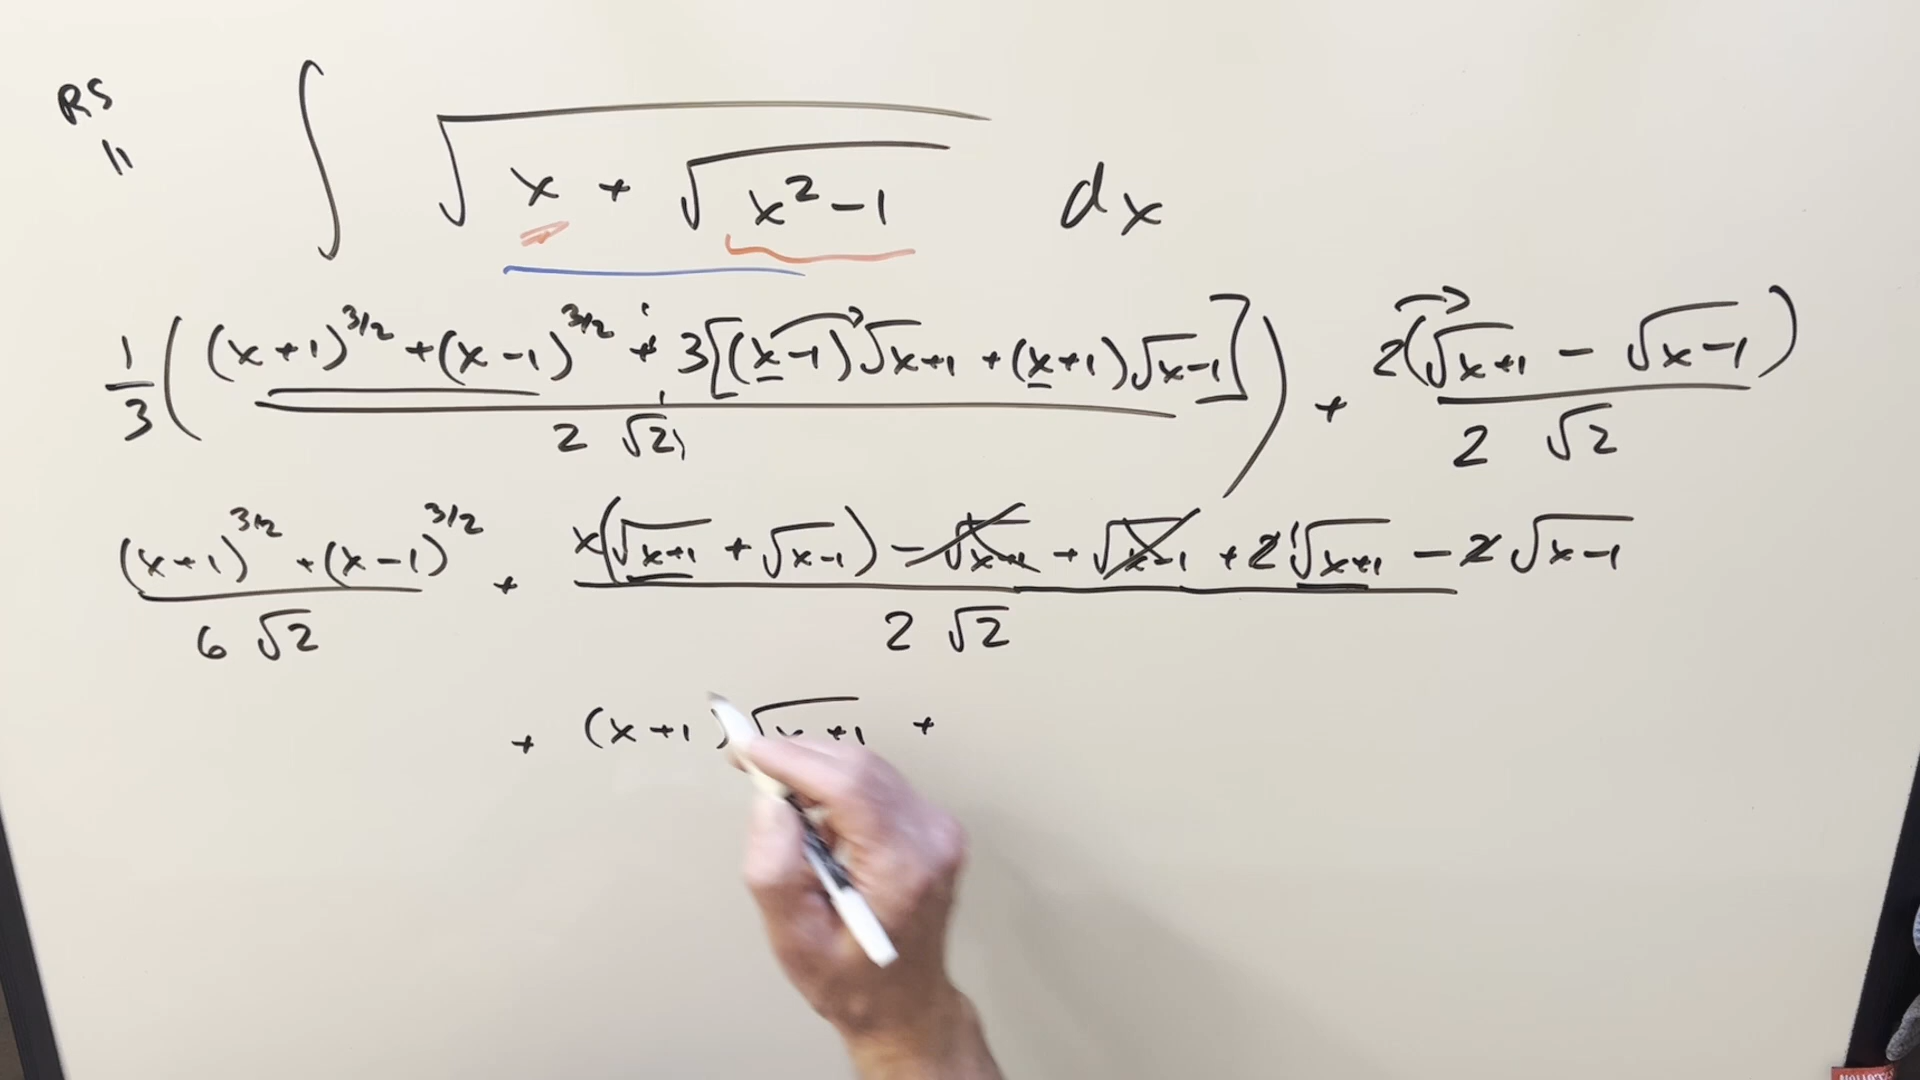 RS
॥ ∫ √(x + √(x² − 1)) dx
1/3 ( ((x+1)^3/2 + (x−1)^3/2 + 3[(x−1)√(x+1) + (x+1)√(x−1)]) / 2√2 ) + 2(√(x+1) − √(x−1)) / 2√2
((x+1)^3/2 + (x−1)^3/2) / 6√2 + (x(√(x+1) + √(x−1)) − √(x+1) + √(x−1) + 2√(x+1) − 2√(x−1)) / 2√2
+ (x+1)√(x+1) +